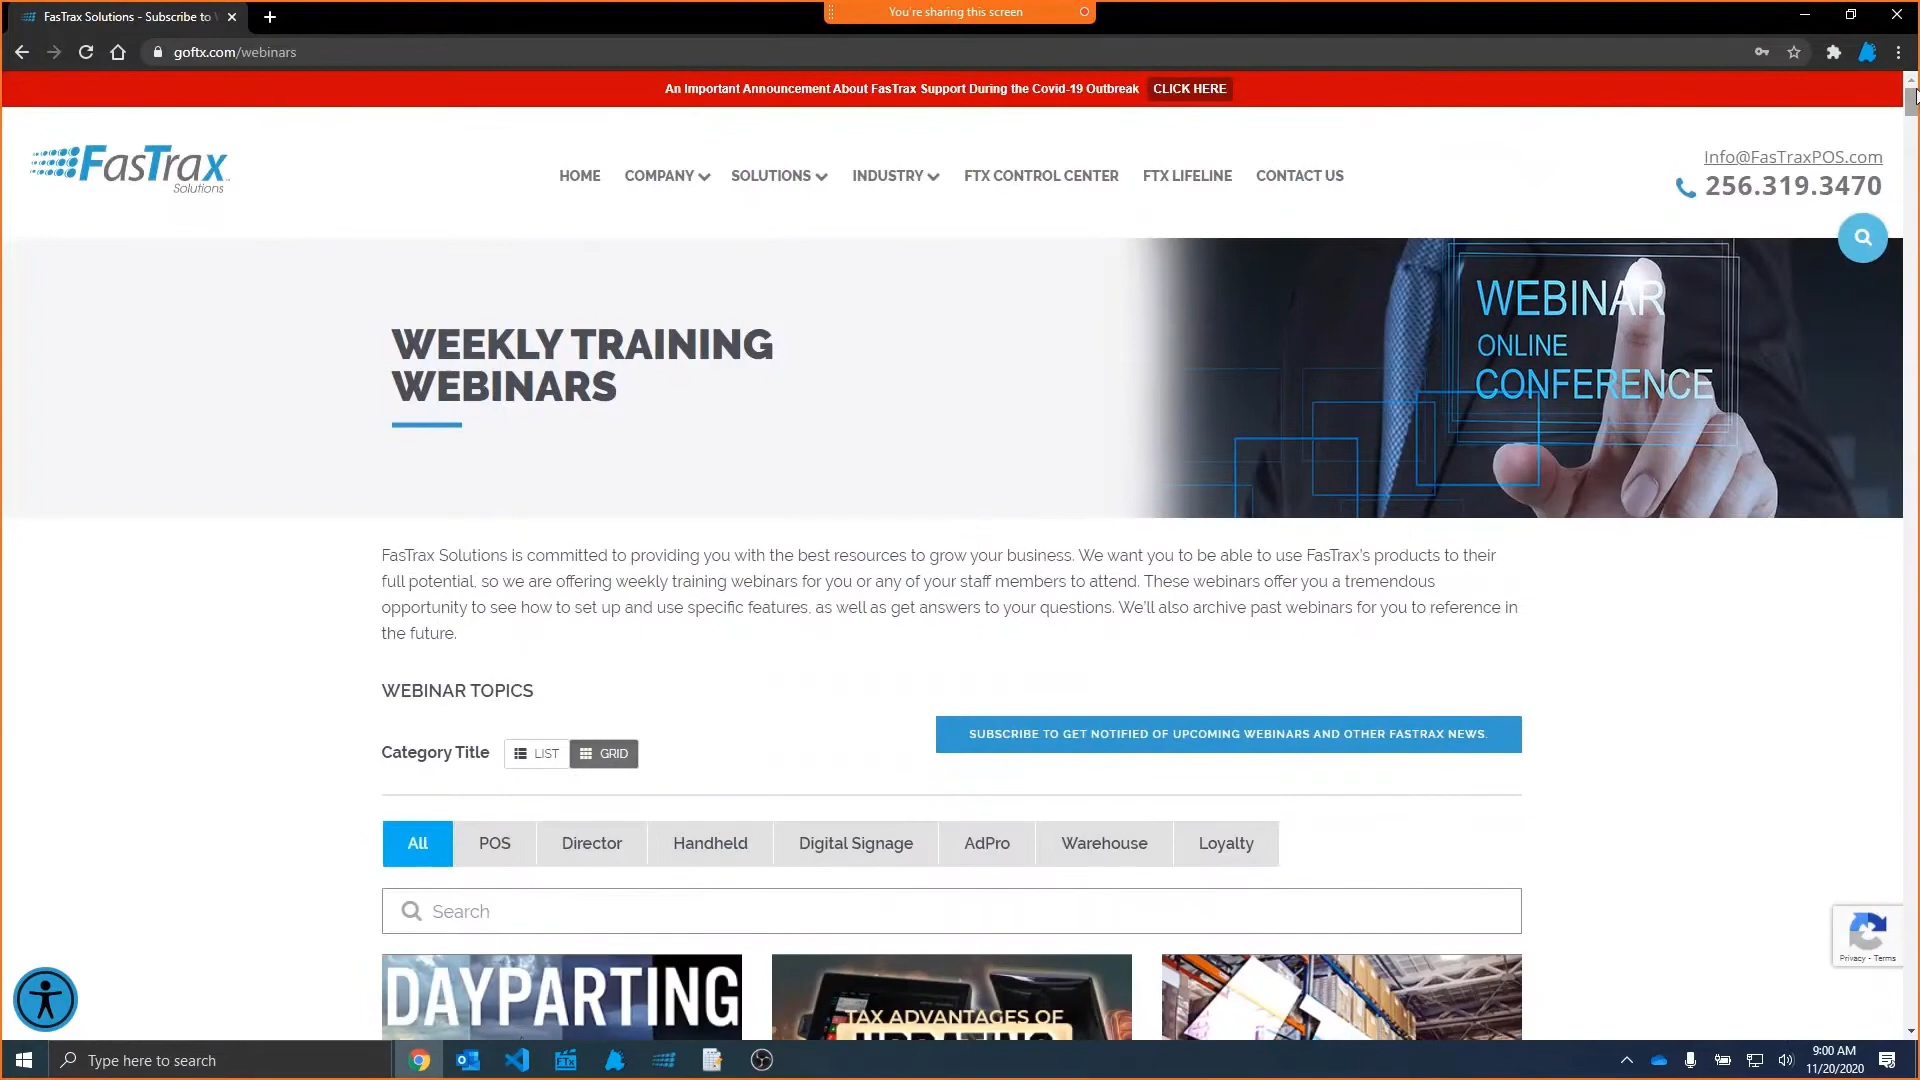 FasTrax Solutions - Subscribe to
You're sharing this screen
goftx.com/webinars
An Important Announcement About FasTrax Support During the Covid-19 Outbreak CLICK HERE
FasTrax
Solutions
HOME COMPANY SOLUTIONS INDUSTRY FTX CONTROL CENTER FTX LIFELINE CONTACT US
Info@FasTraxPOS.com
256.319.3470
WEEKLY TRAINING
WEBINARS
WEBINAR
ONLINE
CONFERENCE
FasTrax Solutions is committed to providing you with the best resources to grow your business. We want you to be able to use FasTrax's products to their
full potential, so we are offering weekly training webinars for you or any of your staff members to attend. These webinars offer you a tremendous
opportunity to see how to set up and use specific features, as well as get answers to your questions. We'll also archive past webinars for you to reference in
the future.
WEBINAR TOPICS
SUBSCRIBE TO GET NOTIFIED OF UPCOMING WEBINARS AND OTHER FASTRAX NEWS.
Category Title LIST GRID
All POS Director Handheld Digital Signage AdPro Warehouse Loyalty
Search
DAYPARTING
TAX ADVANTAGES OF
UPDATING
Privacy - Terms
Type here to search
FTx
9:00 AM
11/20/2020